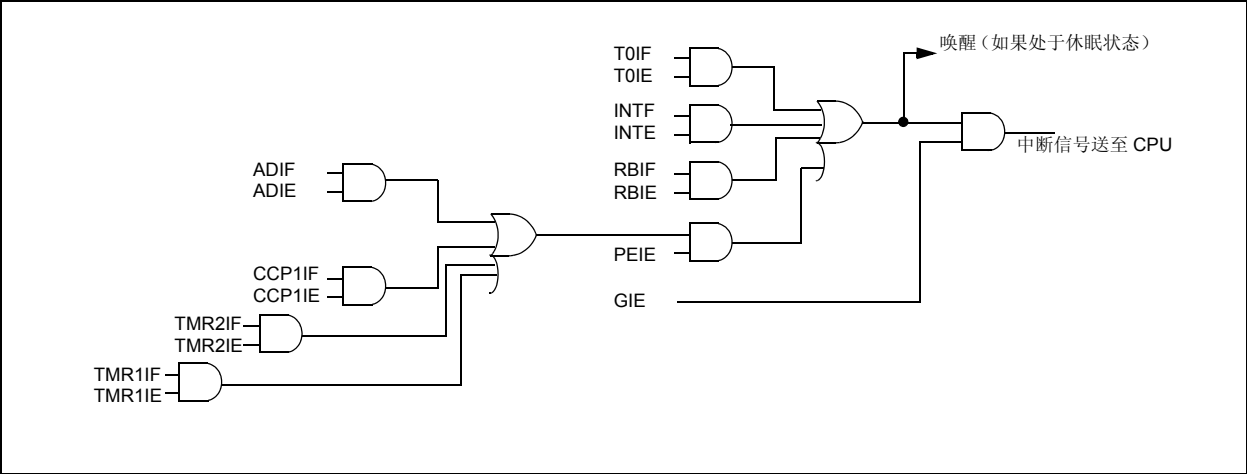 唤醒（如果处于休眠状态）
T0IF
T0IE
INTF
INTE
中断信号送至 CPU
RBIF
RBIE
ADIF
ADIE
PEIE
CCP1IF
CCP1IE
GIE
TMR2IF
TMR2IE
TMR1IF
TMR1IE